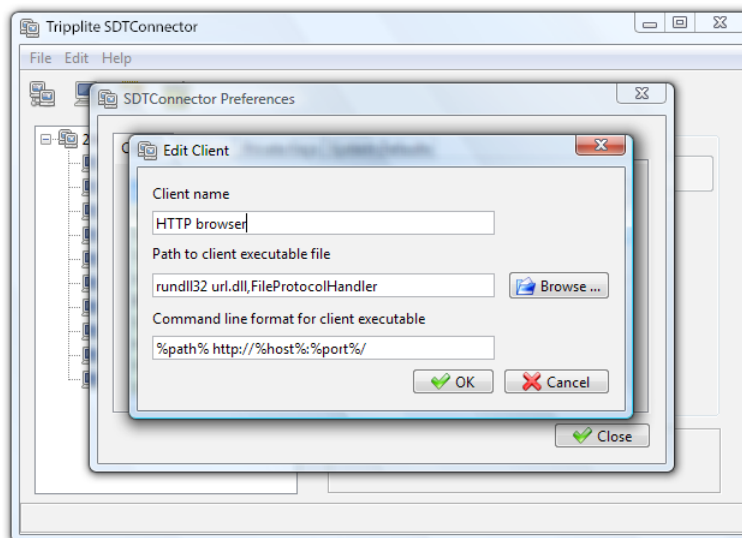 Tripplite SDTConnector
File Edit Help
SDTConnector Preferences
2
Edit Client
Client name
HTTP browser
Path to client executable file
rundll32 url.dll,FileProtocolHandler
Browse ...
Command line format for client executable
%path% http://%host%:%port%/
OK
Cancel
Close